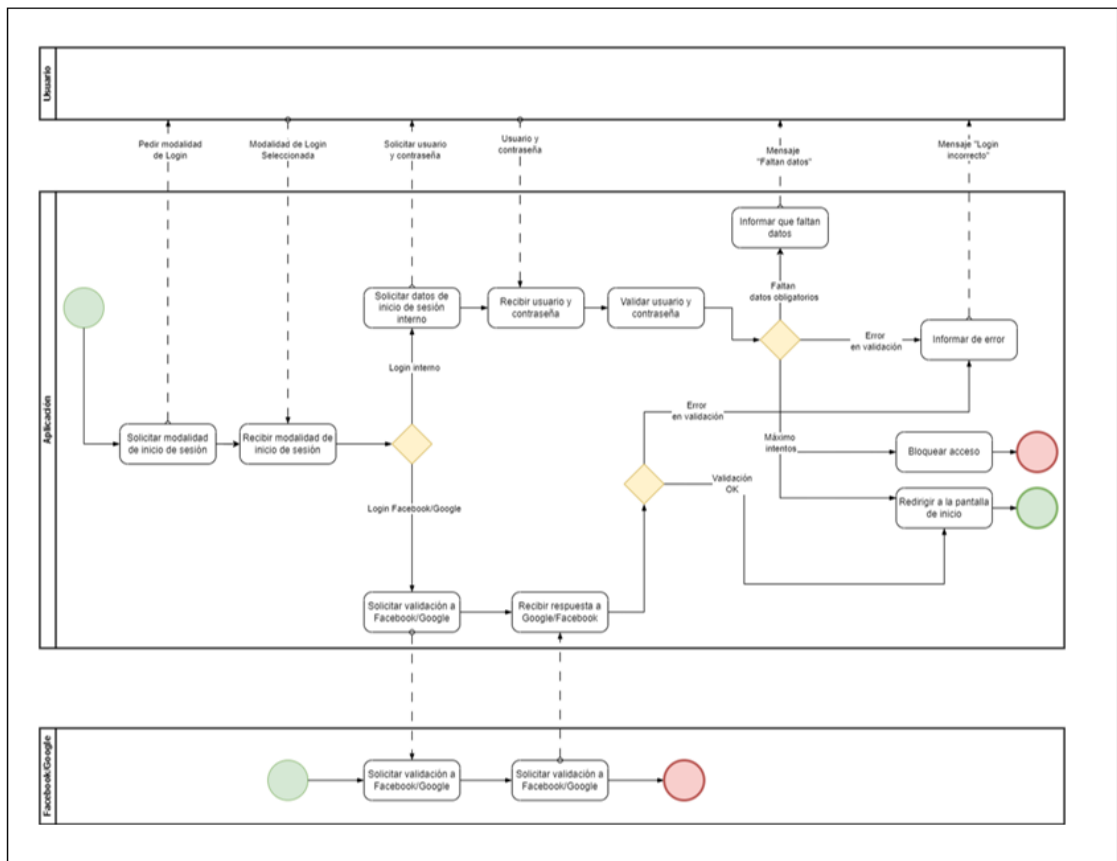 Usuario
Pedir modalidad
de Login
Modalidad de Login
Seleccionada
Solicitar usuario
y contraseña
Usuario y
contraseña
Mensaje
"Faltan datos"
Mensaje "Login
incorrecto"
Aplicación
Informar que faltan
datos
Solicitar datos de
inicio de sesión
interno
Recibir usuario y
contraseña
Validar usuario y
contraseña
Faltan
datos obligatorios
Error
en validación
Informar de error
Login interno
Solicitar modalidad
de inicio de sesión
Recibir modalidad de
inicio de sesión
Error
en validación
Máximo
intentos
Bloquear acceso
Validación
OK
Redirigir a la pantalla
de inicio
Login Facebook/Google
Solicitar validación a
Facebook/Google
Recibir respuesta a
Google/Facebook
Facebook/Google
Solicitar validación a
Facebook/Google
Solicitar validación a
Facebook/Google